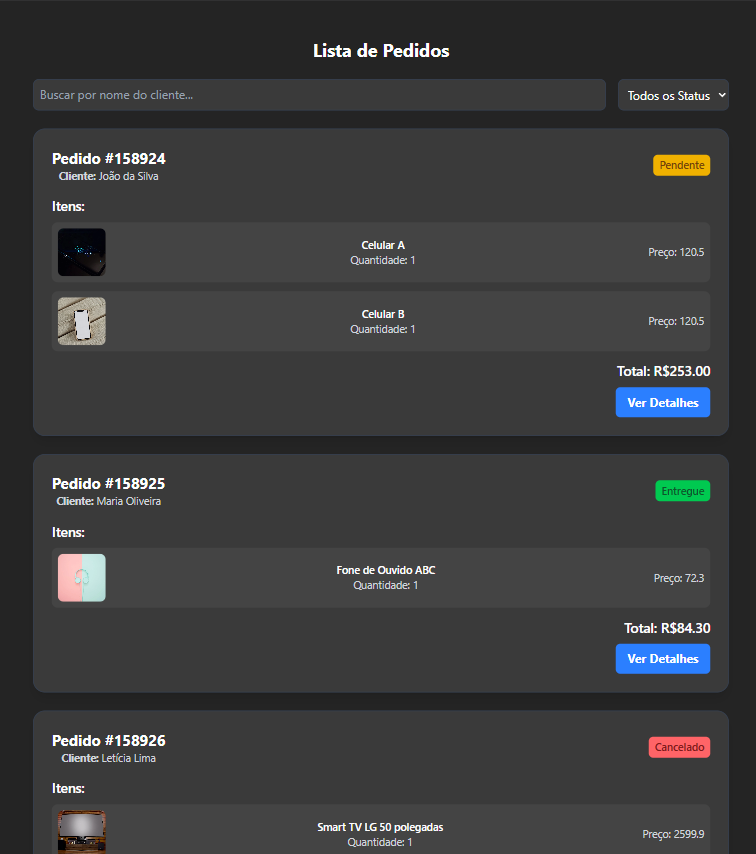 Lista de Pedidos
Buscar por nome do cliente...
Todos os Status
Pedido #158924
Pendente
Cliente: João da Silva
Itens:
Celular A
Quantidade: 1
Preço: 120.5
Celular B
Quantidade: 1
Preço: 120.5
Total: R$253.00
Ver Detalhes
Pedido #158925
Entregue
Cliente: Maria Oliveira
Itens:
Fone de Ouvido ABC
Quantidade: 1
Preço: 72.3
Total: R$84.30
Ver Detalhes
Pedido #158926
Cancelado
Cliente: Letícia Lima
Itens:
Smart TV LG 50 polegadas
Quantidade: 1
Preço: 2599.9